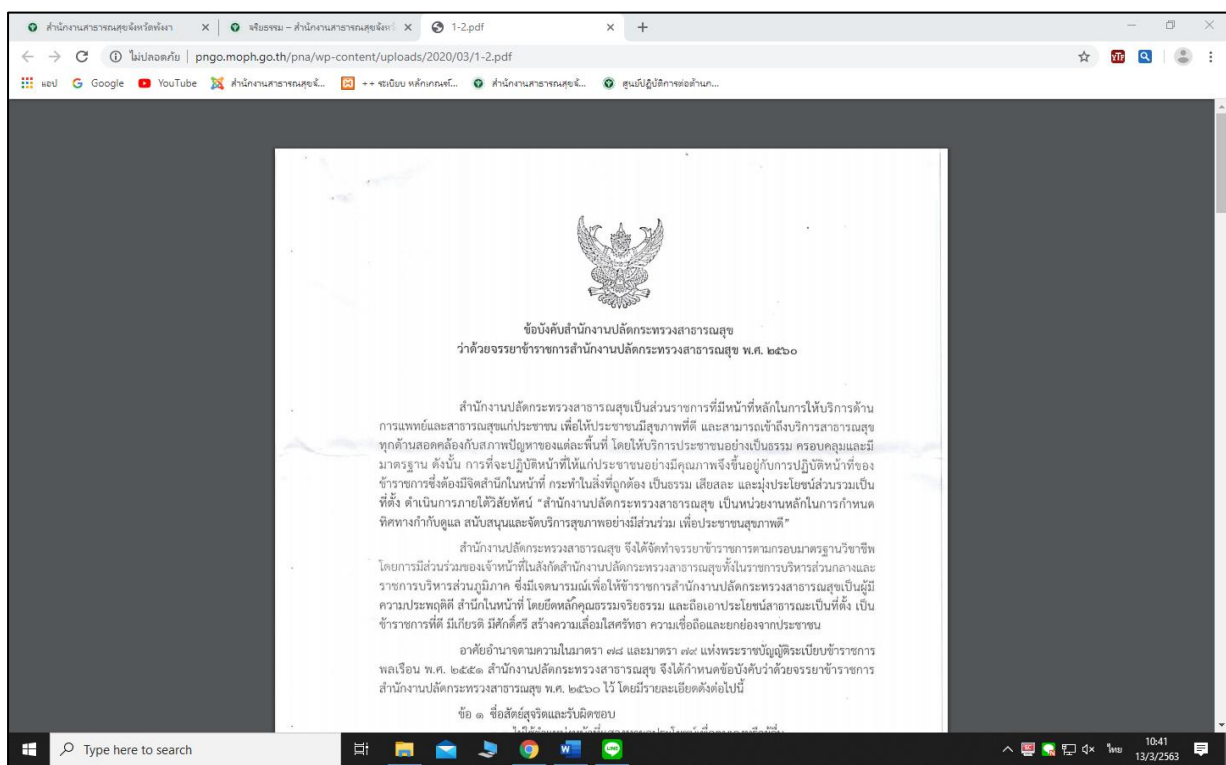 สำนักงานสาธารณสุขจังหวัดพังงา
จริยธรรม – สำนักงานสาธารณสุขจังหวั
1-2.pdf
ไม่ปลอดภัย | pngo.moph.go.th/pna/wp-content/uploads/2020/03/1-2.pdf
แอป Google YouTube สำนักงานสาธารณสุขจั... ++ ระเบียบ หลักเกณฑ์... สำนักงานสาธารณสุขจั... ศูนย์ปฏิบัติการต่อต้านก...
ข้อบังคับสำนักงานปลัดกระทรวงสาธารณสุข
ว่าด้วยจรรยาข้าราชการสำนักงานปลัดกระทรวงสาธารณสุข พ.ศ. ๒๕๖๐
สำนักงานปลัดกระทรวงสาธารณสุขเป็นส่วนราชการที่มีหน้าที่หลักในการให้บริการด้าน
การแพทย์และสาธารณสุขแก่ประชาชน เพื่อให้ประชาชนมีสุขภาพที่ดี และสามารถเข้าถึงบริการสาธารณสุข
ทุกด้านสอดคล้องกับสภาพปัญหาของแต่ละพื้นที่ โดยให้บริการประชาชนอย่างเป็นธรรม ครอบคลุมและมี
มาตรฐาน ดังนั้น การที่จะปฏิบัติหน้าที่ให้แก่ประชาชนอย่างมีคุณภาพจึงขึ้นอยู่กับการปฏิบัติหน้าที่ของ
ข้าราชการซึ่งต้องมีจิตสำนึกในหน้าที่ กระทำในสิ่งที่ถูกต้อง เป็นธรรม เสียสละ และมุ่งประโยชน์ส่วนรวมเป็น
ที่ตั้ง ดำเนินการภายใต้วิสัยทัศน์ “สำนักงานปลัดกระทรวงสาธารณสุข เป็นหน่วยงานหลักในการกำหนด
ทิศทางกำกับดูแล สนับสนุนและจัดบริการสุขภาพอย่างมีส่วนร่วม เพื่อประชาชนสุขภาพดี”
สำนักงานปลัดกระทรวงสาธารณสุข จึงได้จัดทำจรรยาข้าราชการตามกรอบมาตรฐานวิชาชีพ
โดยการมีส่วนร่วมของเจ้าหน้าที่ในสังกัดสำนักงานปลัดกระทรวงสาธารณสุขทั้งในราชการบริหารส่วนกลางและ
ราชการบริหารส่วนภูมิภาค ซึ่งมีเจตนารมณ์เพื่อให้ข้าราชการสำนักงานปลัดกระทรวงสาธารณสุขเป็นผู้มี
ความประพฤติดี สำนึกในหน้าที่ โดยยึดหลักคุณธรรมจริยธรรม และถือเอาประโยชน์สาธารณะเป็นที่ตั้ง เป็น
ข้าราชการที่ดี มีเกียรติ มีศักดิ์ศรี สร้างความเลื่อมใสศรัทธา ความเชื่อถือและยกย่องจากประชาชน
อาศัยอำนาจตามความในมาตรา ๗๘ และมาตรา ๗๙ แห่งพระราชบัญญัติระเบียบข้าราชการ
พลเรือน พ.ศ. ๒๕๕๑ สำนักงานปลัดกระทรวงสาธารณสุข จึงได้กำหนดข้อบังคับว่าด้วยจรรยาข้าราชการ
สำนักงานปลัดกระทรวงสาธารณสุข พ.ศ. ๒๕๖๐ ไว้ โดยมีรายละเอียดดังต่อไปนี้
ข้อ ๑ ซื่อสัตย์สุจริตและรับผิดชอบ
Type here to search
ไทย
10:41
13/3/2563